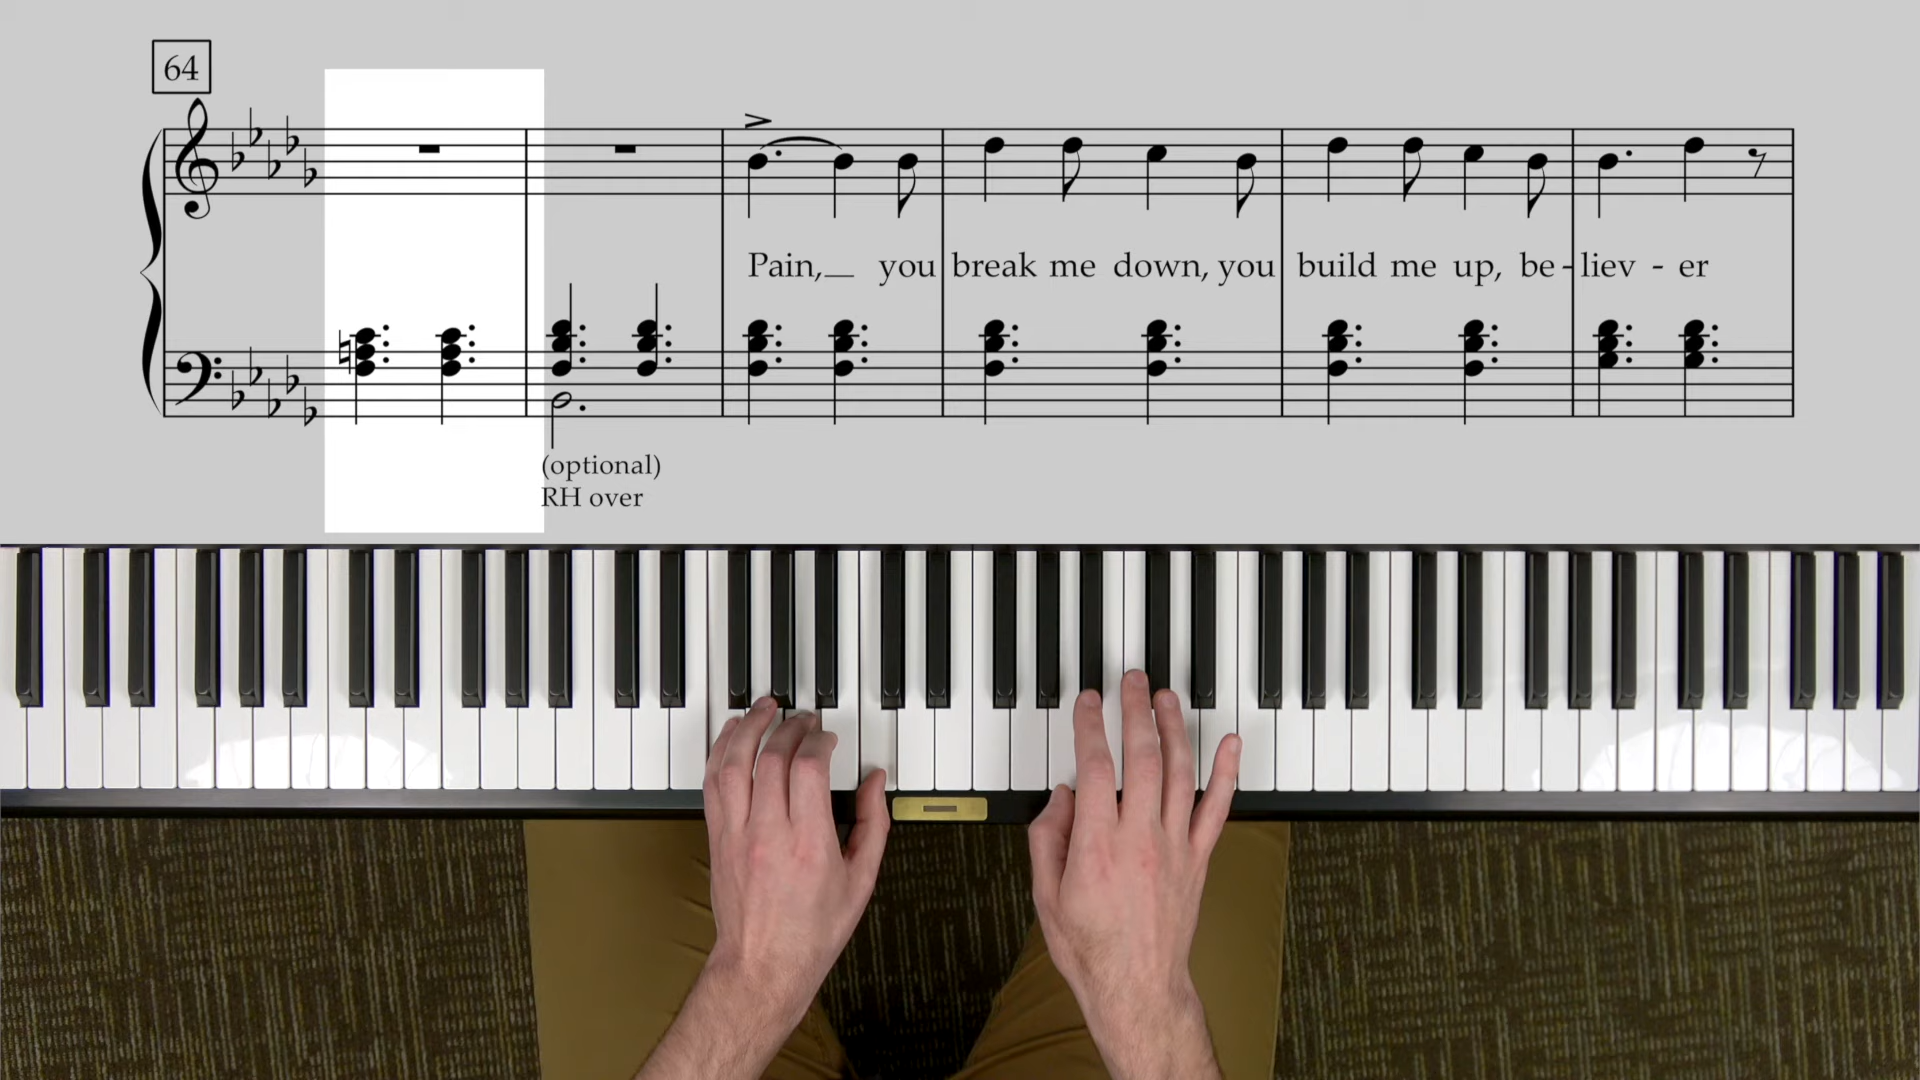 64
Pain,__ you break me down, you build me up, be - liev - er
(optional)
RH over